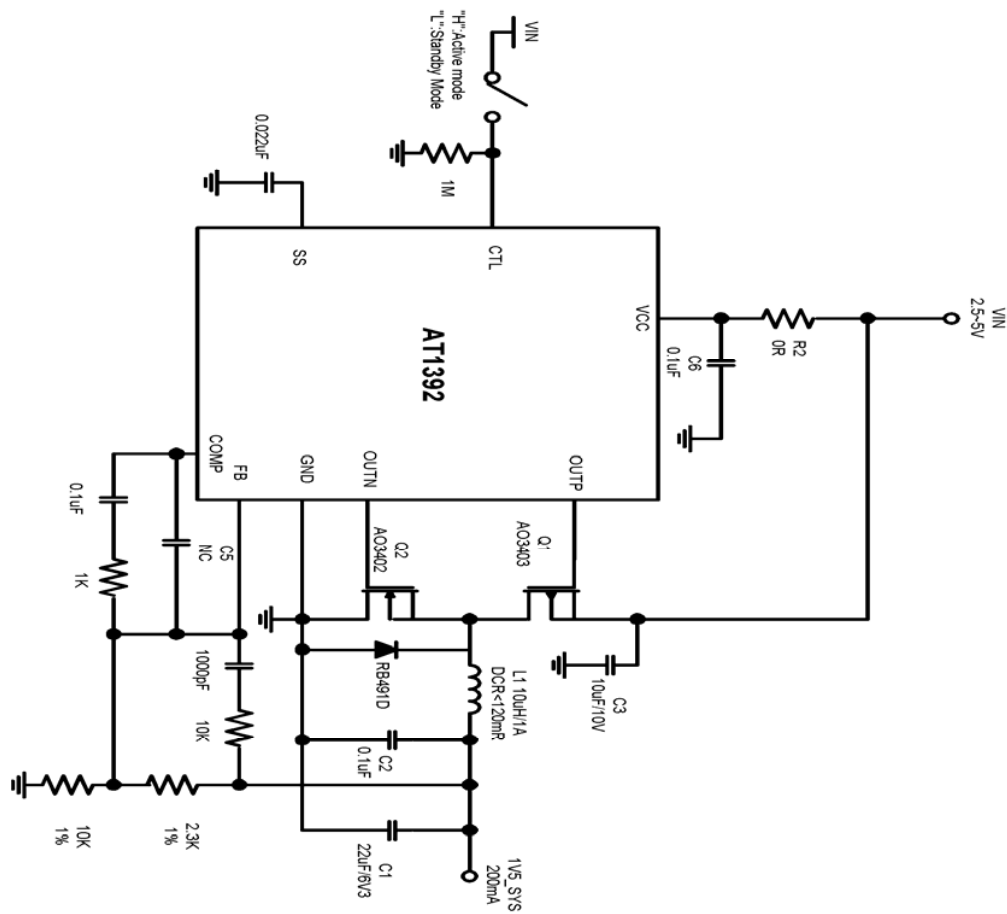 VIN
"H":Active mode
"L":Standby Mode
0.022uF
1M
SS
CTL
VCC
VIN
2.5~5V
R2
0R
C6
0.1uF
AT1392
COMP
FB
GND
OUTN
OUTP
0.1uF
1K
C5
NC
Q2
AO3402
Q1
AO3403
1000pF
10K
RB491D
L1 10uH/1A
DCR<120mR
C3
10uF/10V
C2
0.1uF
10K
1%
2.3K
1%
C1
22uF/6V3
1V5_SYS
200mA